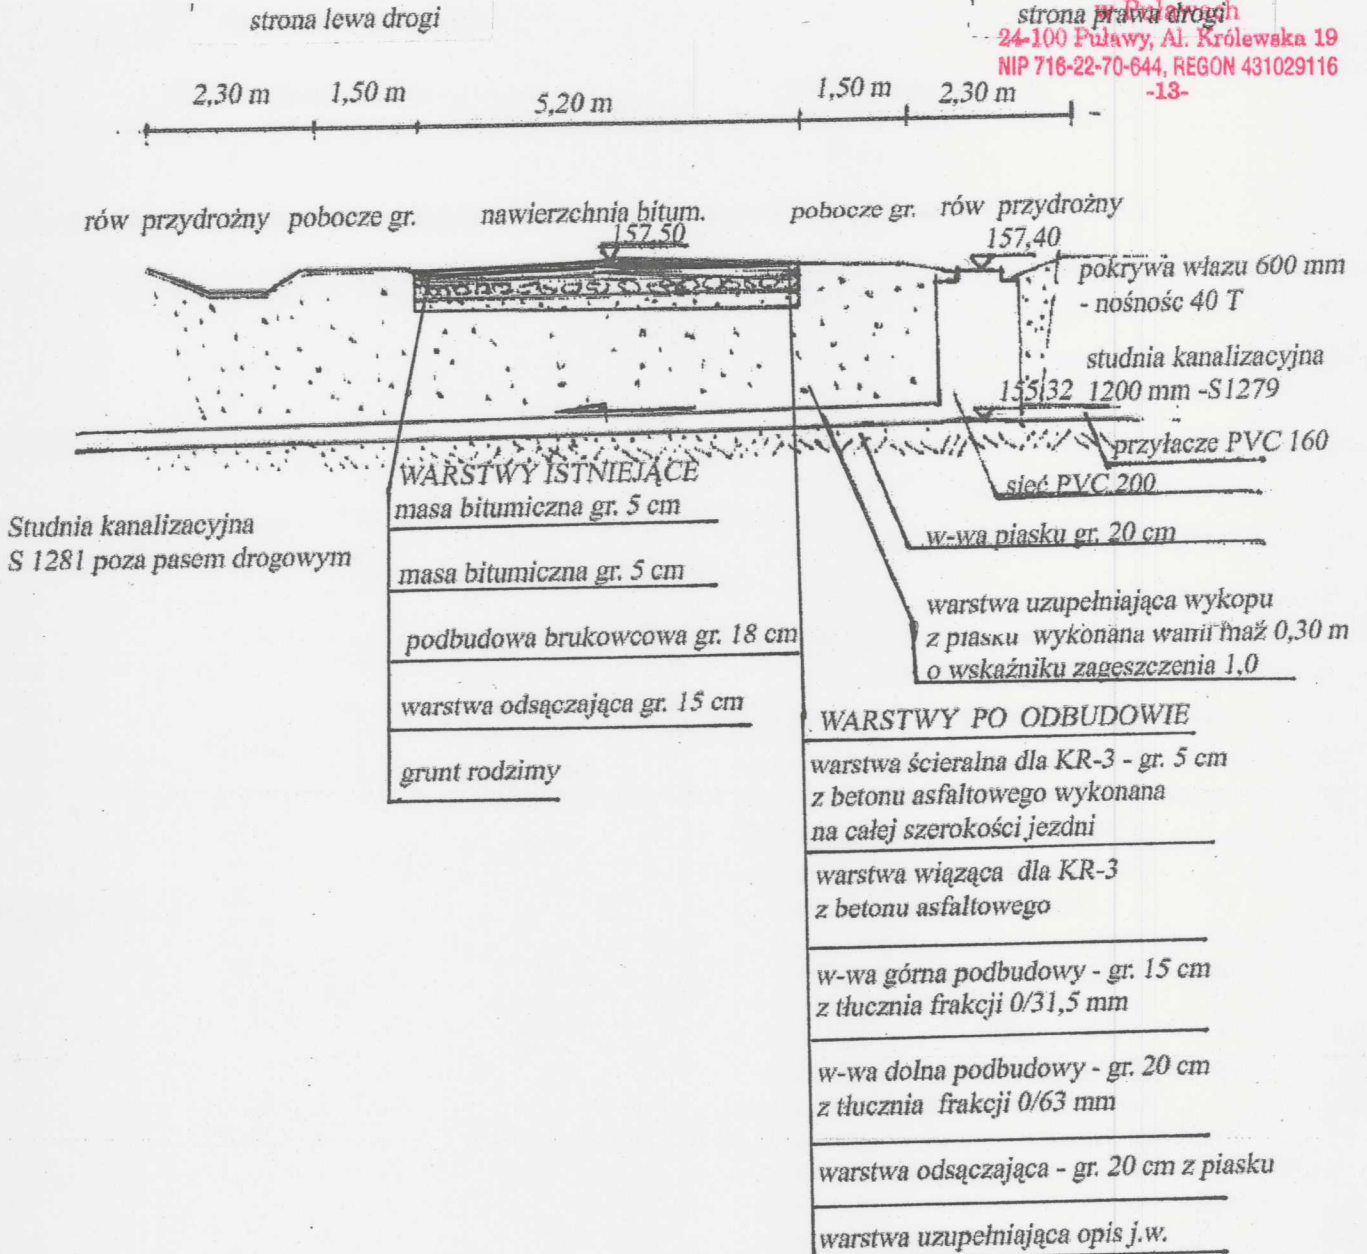 strona lewa drogi
strona prawa drogi
w Puławach
24-100 Puławy, Al. Królewska 19
NIP 716-22-70-644, REGON 431029116
-13-
2,30 m 1,50 m 5,20 m 1,50 m 2,30 m
rów przydrożny pobocze gr. nawierzchnia bitum. pobocze gr. rów przydrożny
157,50
157,40
pokrywa włazu 600 mm
- nośnośc 40 T
studnia kanalizacyjna
1200 mm -S1279
155,32
przyłacze PVC 160
sieć PVC 200
w-wa piasku gr. 20 cm
warstwa uzupełniająca wykopu
z piasku wykonana
maż 0,30 m
o wskaźniku zagęszczenia 1,0
Studnia kanalizacyjna
S 1281 poza pasem drogowym
WARSTWY ISTNIEJĄCE
masa bitumiczna gr. 5 cm
masa bitumiczna gr. 5 cm
podbudowa brukowcowa gr. 18 cm
warstwa odsączająca gr. 15 cm
grunt rodzimy
WARSTWY PO ODBUDOWIE
warstwa ścieralna dla KR-3 - gr. 5 cm
z betonu asfaltowego wykonana
na całej szerokości jezdni
warstwa wiążąca dla KR-3
z betonu asfaltowego
w-wa górna podbudowy - gr. 15 cm
z tłucznia frakcji 0/31,5 mm
w-wa dolna podbudowy - gr. 20 cm
z tłucznia frakcji 0/63 mm
warstwa odsączająca - gr. 20 cm z piasku
warstwa uzupełniająca opis j.w.